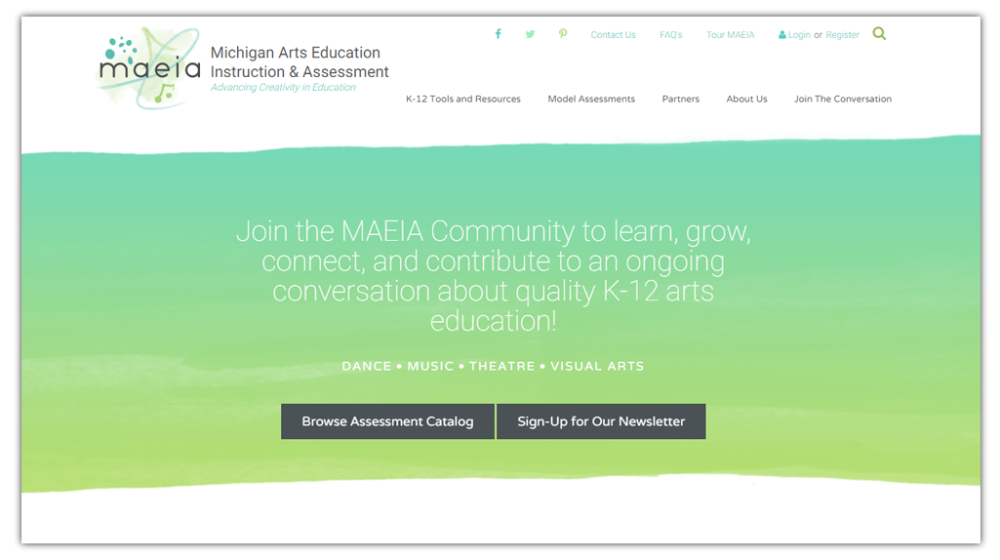 Contact Us FAQ's Tour MAEIA Login or Register
maeia
Michigan Arts Education
Instruction & Assessment
Advancing Creativity in Education
K-12 Tools and Resources Model Assessments Partners About Us Join The Conversation
Join the MAEIA Community to learn, grow,
connect, and contribute to an ongoing
conversation about quality K-12 arts
education!
DANCE • MUSIC • THEATRE • VISUAL ARTS
Browse Assessment Catalog Sign-Up for Our Newsletter